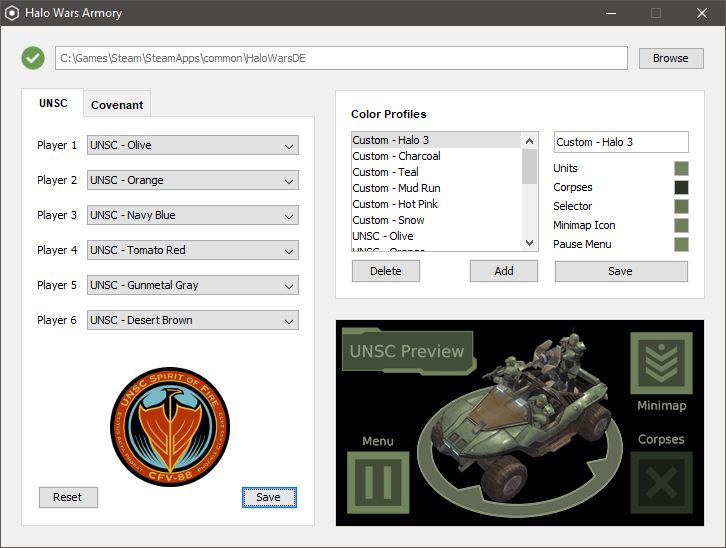 Halo Wars Armory
C:\Games\Steam\SteamApps\common\HaloWarsDE
Browse
UNSC
Covenant
Player 1
UNSC - Olive
Player 2
UNSC - Orange
Player 3
UNSC - Navy Blue
Player 4
UNSC - Tomato Red
Player 5
UNSC - Gunmetal Gray
Player 6
UNSC - Desert Brown
UNSC SPIRIT OF FIRE
CFV-88
Reset
Save
Color Profiles
Custom - Halo 3
Custom - Charcoal
Custom - Teal
Custom - Mud Run
Custom - Hot Pink
Custom - Snow
UNSC - Olive
UNSC - Orange
Delete
Add
Custom - Halo 3
Units
Corpses
Selector
Minimap Icon
Pause Menu
Save
UNSC Preview
Minimap
Menu
Corpses